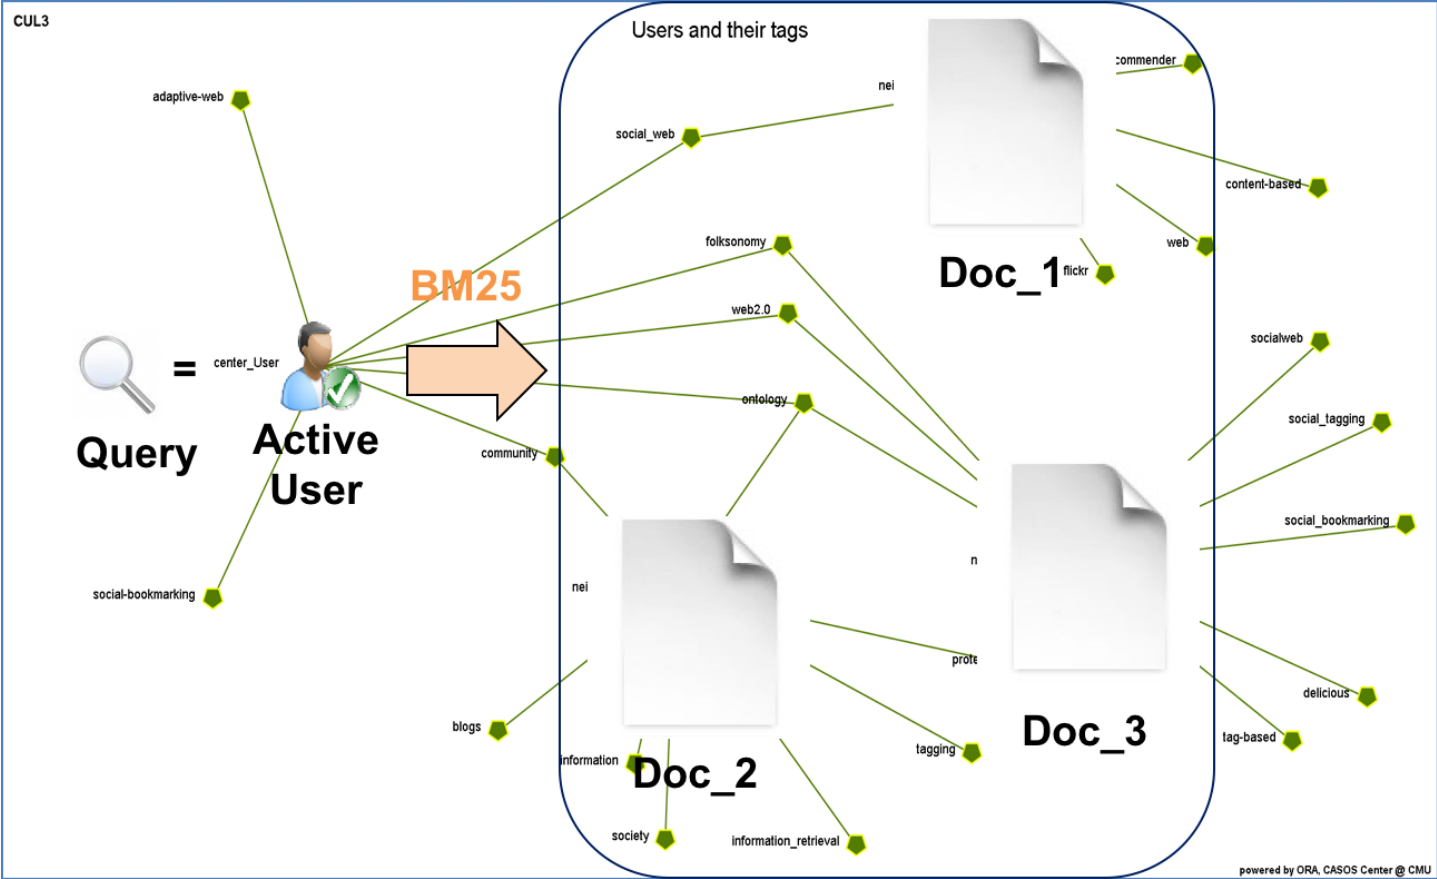 CUL3
Users and their tags
commender
adaptive-web
nei
social_web
content-based
folksonomy
web
Doc_1
flickr
BM25
web2.0
socialweb
center_User
=
ontology
social_tagging
Query
Active
User
community
social_bookmarking
n
nei
social-bookmarking
prote
delicious
blogs
Doc_3
tag-based
tagging
information
Doc_2
society
information_retrieval
powered by ORA, CASOS Center @ CMU